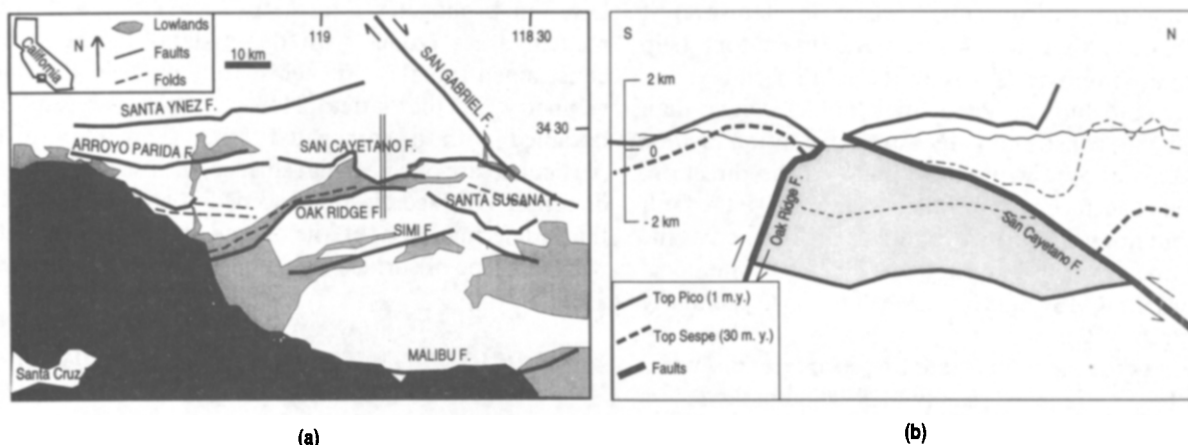 California
N
Lowlands
Faults
Folds
10 km
119
118 30
34 30
SAN GABRIEL F.
SANTA YNEZ F.
ARROYO PARIDA F.
SAN CAYETANO F.
OAK RIDGE F
SANTA SUSANA F.
SIMI F.
MALIBU F.
Santa Cruz
(a)
S
N
2 km
0
- 2 km
Oak Ridge F.
San Cayetano F.
Top Pico (1 m.y.)
Top Sespe (30 m. y.)
Faults
(b)